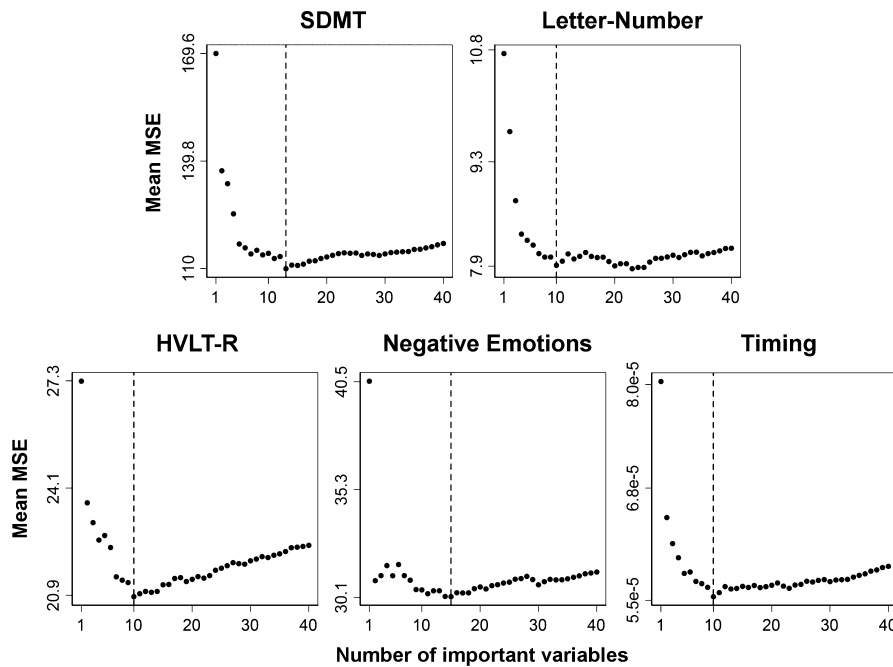 SDMT Letter-Number
Mean MSE
169.6
139.8
110
1 10 20 30 40
10.8
9.3
7.9
1 10 20 30 40
HVLT-R Negative Emotions Timing
Mean MSE
27.3
24.1
20.9
1 10 20 30 40
40.5
35.3
30.1
1 10 20 30 40
8.0e-5
6.8e-5
5.5e-5
1 10 20 30 40
Number of important variables